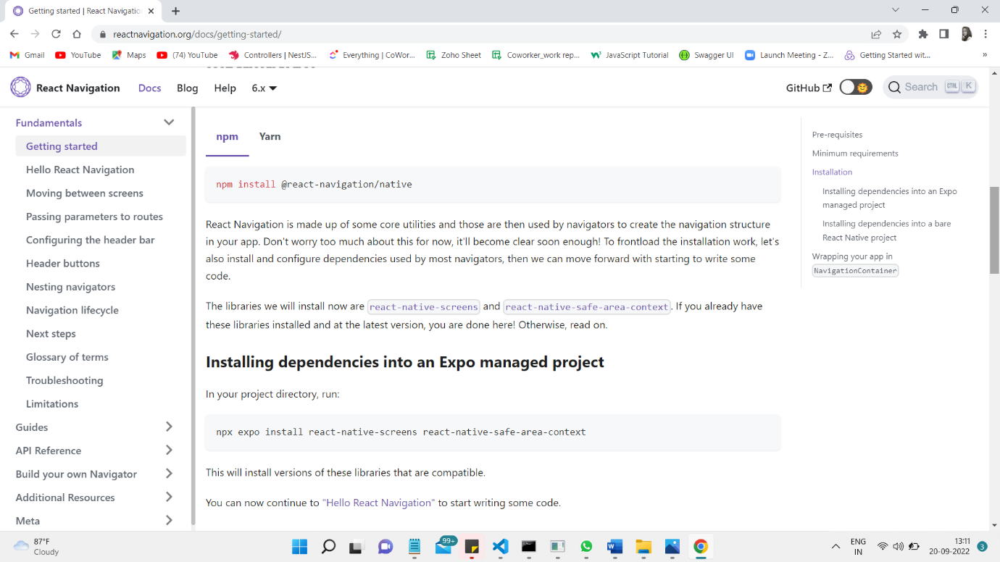 Getting started | React Navigation
reactnavigation.org/docs/getting-started/
Gmail
YouTube
Maps
(74) YouTube
Controllers | NestJS...
Everything | CoWor...
Zoho Sheet
Coworker_work rep...
JavaScript Tutorial
Swagger UI
Launch Meeting - Z...
Getting Started wit...
»
React Navigation
Docs
Blog
Help
6.x
GitHub
Search
CTRL
K
Fundamentals
Getting started
Hello React Navigation
Moving between screens
Passing parameters to routes
Configuring the header bar
Header buttons
Nesting navigators
Navigation lifecycle
Next steps
Glossary of terms
Troubleshooting
Limitations
Guides
API Reference
Build your own Navigator
Additional Resources
Meta
npm
Yarn
npm install @react-navigation/native
React Navigation is made up of some core utilities and those are then used by navigators to create the navigation structure
in your app. Don't worry too much about this for now, it'll become clear soon enough! To frontload the installation work, let's
also install and configure dependencies used by most navigators, then we can move forward with starting to write some
code.
The libraries we will install now are react-native-screens and react-native-safe-area-context. If you already have
these libraries installed and at the latest version, you are done here! Otherwise, read on.
Installing dependencies into an Expo managed project
In your project directory, run:
npx expo install react-native-screens react-native-safe-area-context
This will install versions of these libraries that are compatible.
You can now continue to "Hello React Navigation" to start writing some code.
Pre-requisites
Minimum requirements
Installation
Installing dependencies into an Expo
managed project
Installing dependencies into a bare
React Native project
Wrapping your app in
NavigationContainer
87°F
Cloudy
99+
ENG
IN
13:11
20-09-2022
3